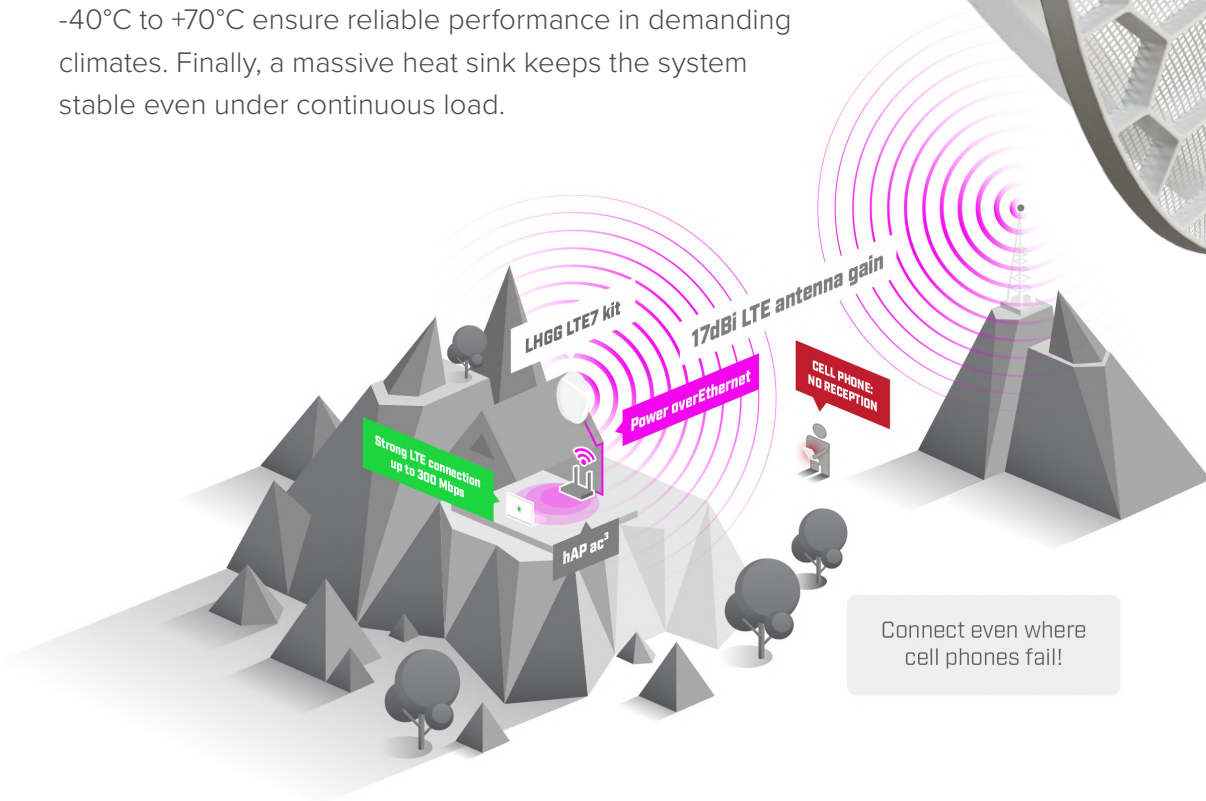 -40°C to +70°C ensure reliable performance in demanding
climates. Finally, a massive heat sink keeps the system
stable even under continuous load.
LHGG LTE7 kit
17dBi LTE antenna gain
Power overEthernet
CELL PHONE:
NO RECEPTION
Strong LTE connection
up to 300 Mbps
hAP ac³
Connect even where
cell phones fail!